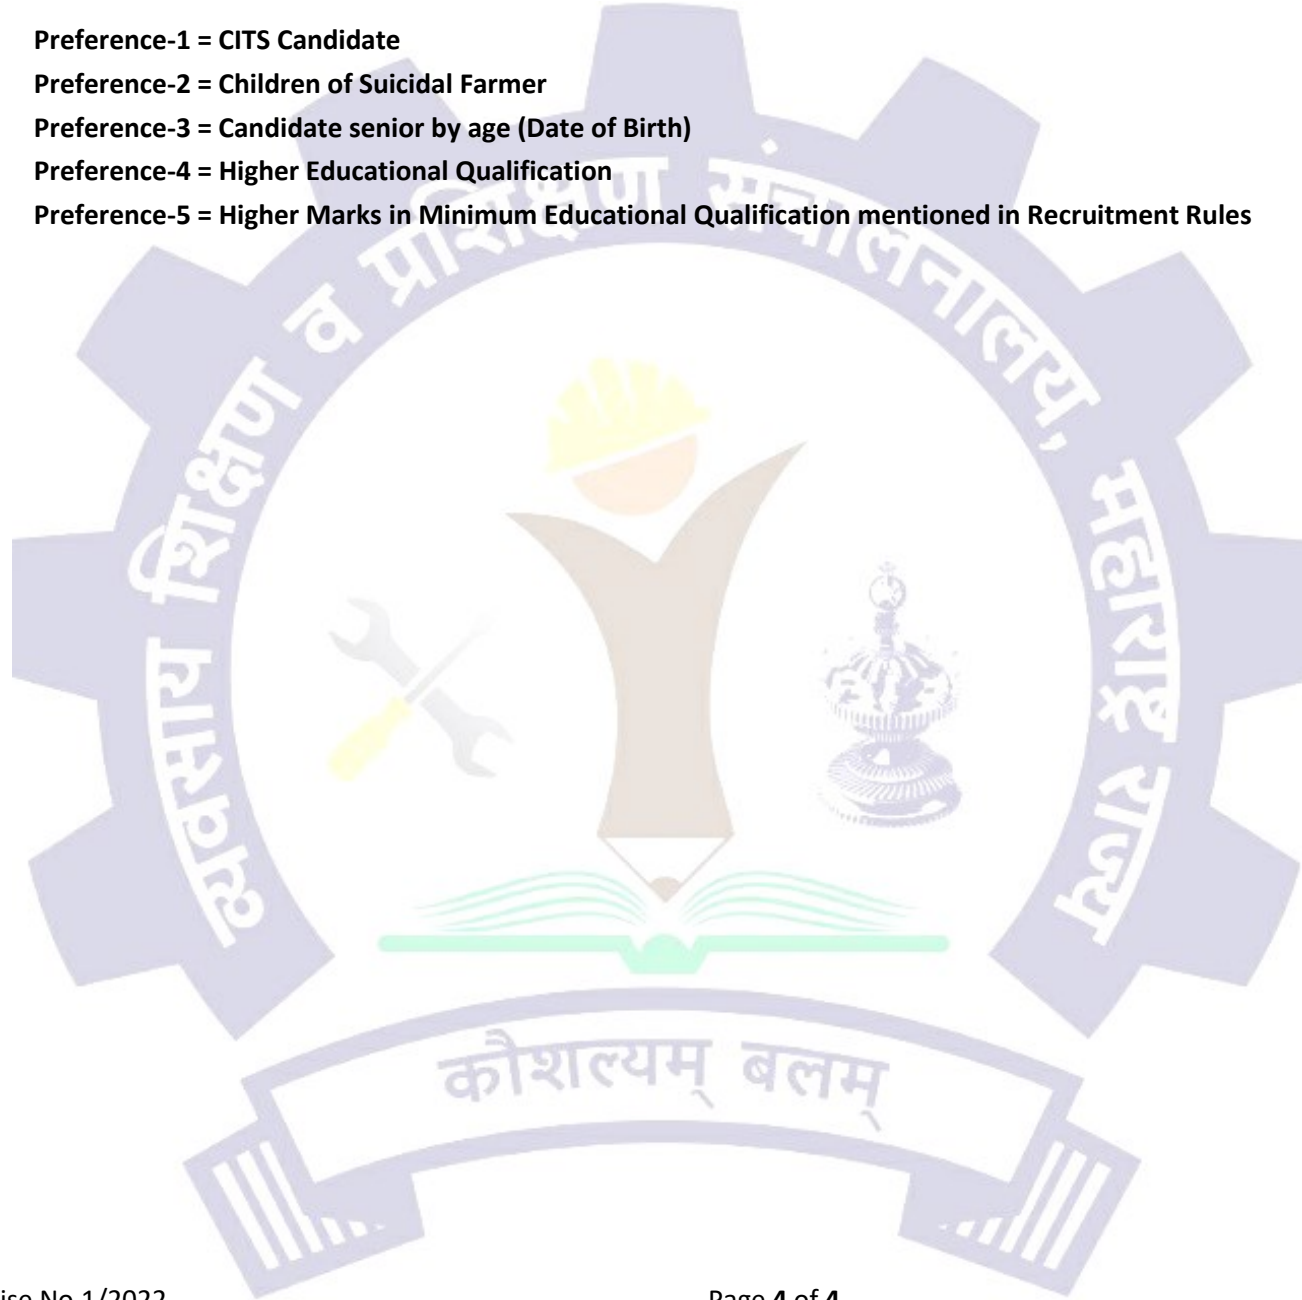 Preference-1 = CITS Candidate
Preference-2 = Children of Suicidal Farmer
Preference-3 = Candidate senior by age (Date of Birth)
Preference-4 = Higher Educational Qualification
Preference-5 = Higher Marks in Minimum Educational Qualification mentioned in Recruitment Rules
व्यवसाय शिक्षण व प्रशिक्षण संचालनालय, महाराष्ट्र राज्य
कौशल्यम् बलम्
No 1/2022 Page 4 of 4